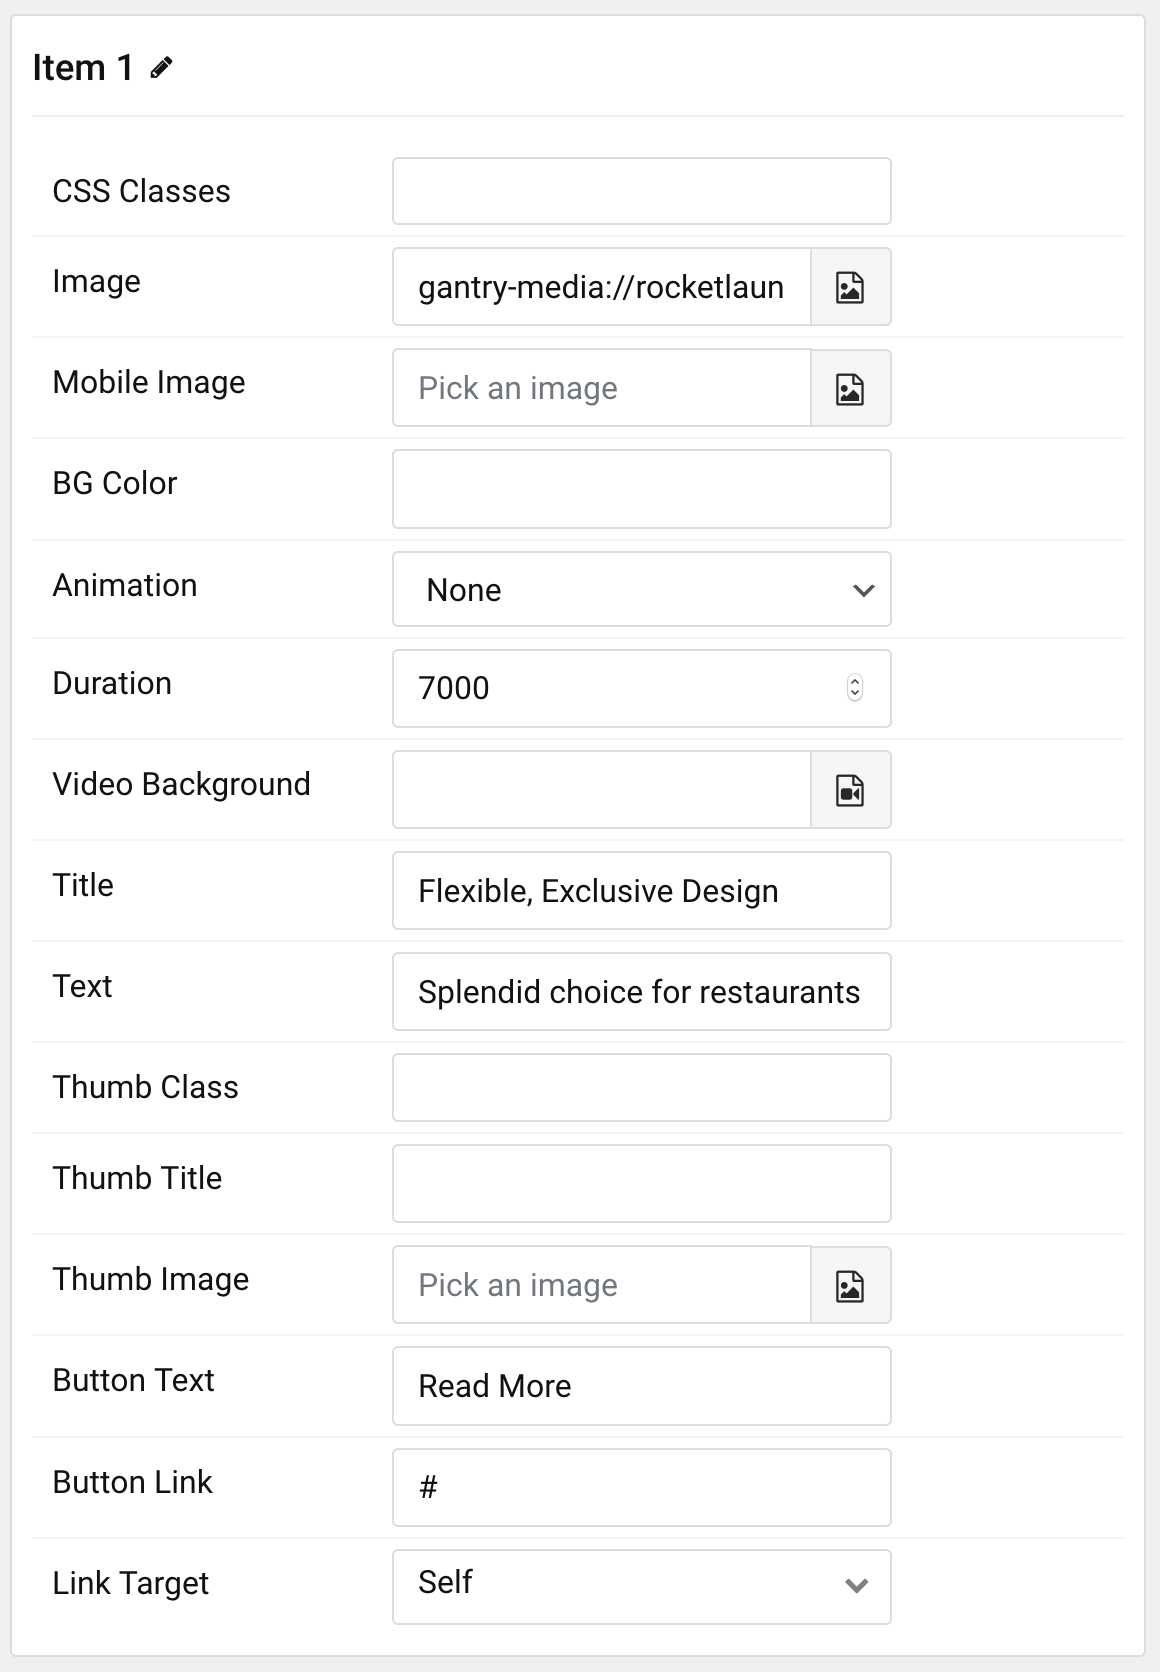 Item 1
CSS Classes
Image gantry-media://rocketlaun
Mobile Image Pick an image
BG Color
Animation None
Duration 7000
Video Background
Title Flexible, Exclusive Design
Text Splendid choice for restaurants
Thumb Class
Thumb Title
Thumb Image Pick an image
Button Text Read More
Button Link #
Link Target Self